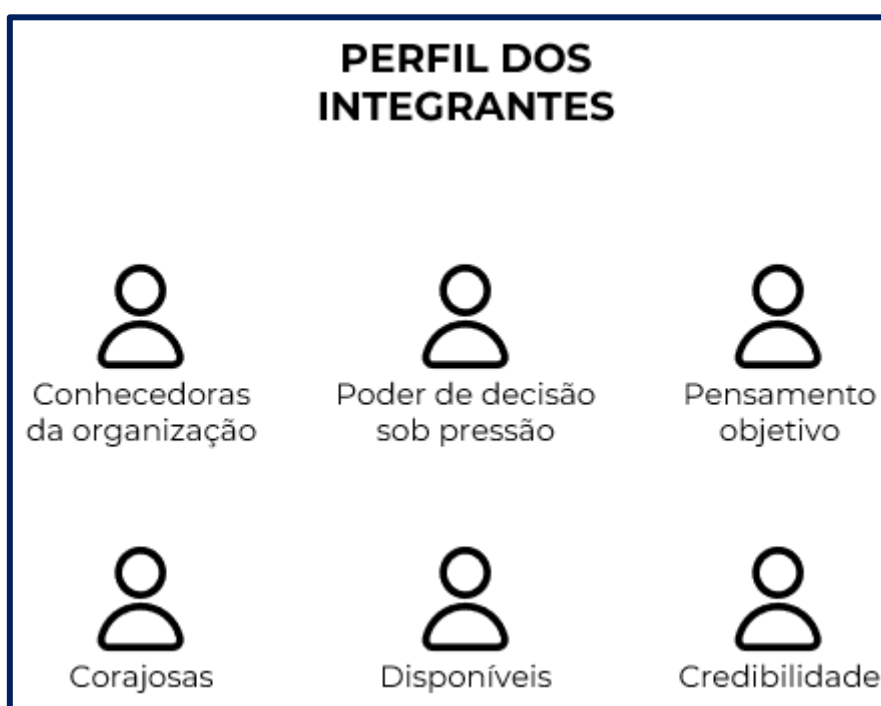 PERFIL DOS
INTEGRANTES
Conhecedoras
da organização
Poder de decisão
sob pressão
Pensamento
objetivo
Corajosas
Disponíveis
Credibilidade